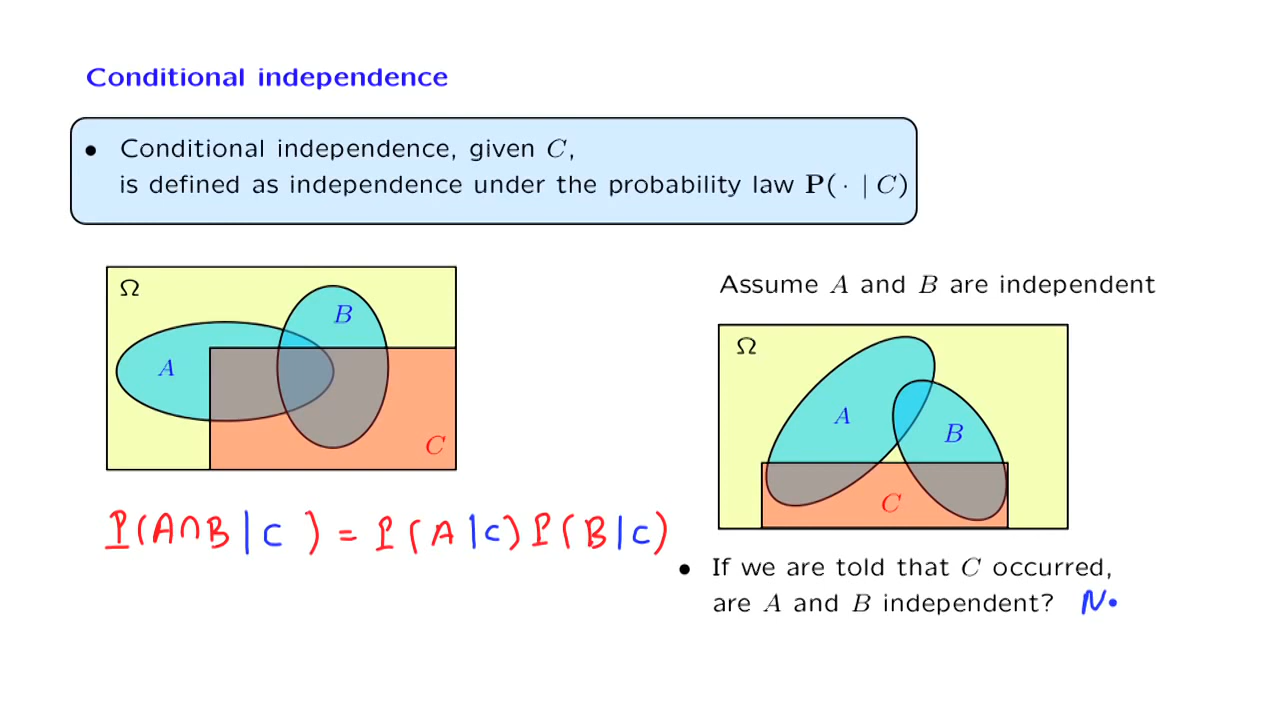 Conditional independence
• Conditional independence, given C,
is defined as independence under the probability law P( · | C)
Ω
A
B
C
P(A∩B|C) = P(A|C)P(B|C)
Assume A and B are independent
Ω
A
B
C
• If we are told that C occurred,
are A and B independent? No